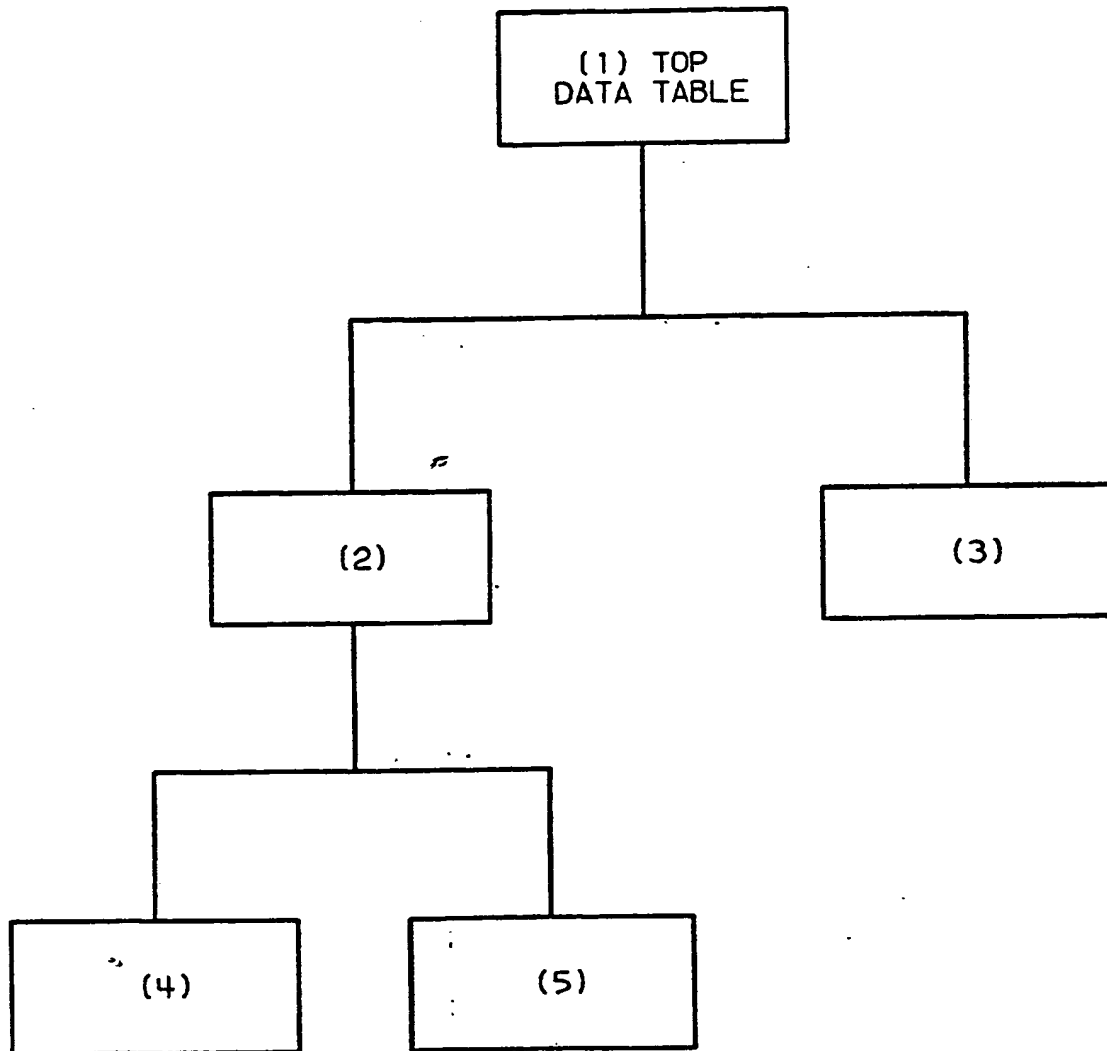 (1) TOP
DATA TABLE
(2)
(3)
(4)
(5)